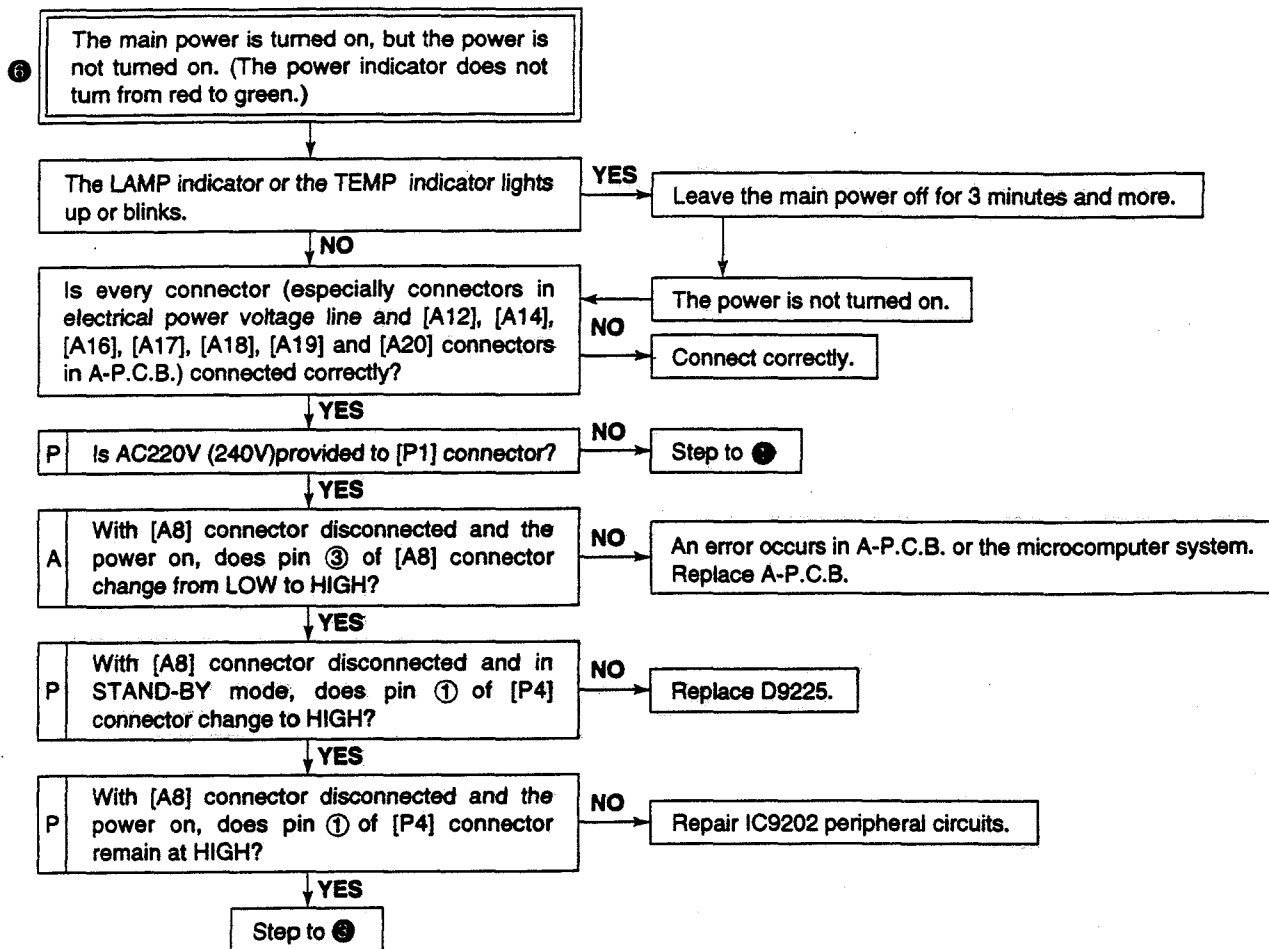 ❻
The main power is turned on, but the power is
not turned on. (The power indicator does not
turn from red to green.)
The LAMP indicator or the TEMP indicator lights
up or blinks.
YES
Leave the main power off for 3 minutes and more.
NO
The power is not turned on.
Is every connector (especially connectors in
electrical power voltage line and [A12], [A14],
[A16], [A17], [A18], [A19] and [A20] connectors
in A-P.C.B.) connected correctly?
NO
Connect correctly.
YES
P
Is AC220V (240V)provided to [P1] connector?
NO
Step to
YES
A
With [A8] connector disconnected and the
power on, does pin ③ of [A8] connector
change from LOW to HIGH?
NO
An error occurs in A-P.C.B. or the microcomputer system.
Replace A-P.C.B.
YES
P
With [A8] connector disconnected and in
STAND-BY mode, does pin ① of [P4]
connector change to HIGH?
NO
Replace D9225.
YES
P
With [A8] connector disconnected and the
power on, does pin ① of [P4] connector
remain at HIGH?
NO
Repair IC9202 peripheral circuits.
YES
Step to